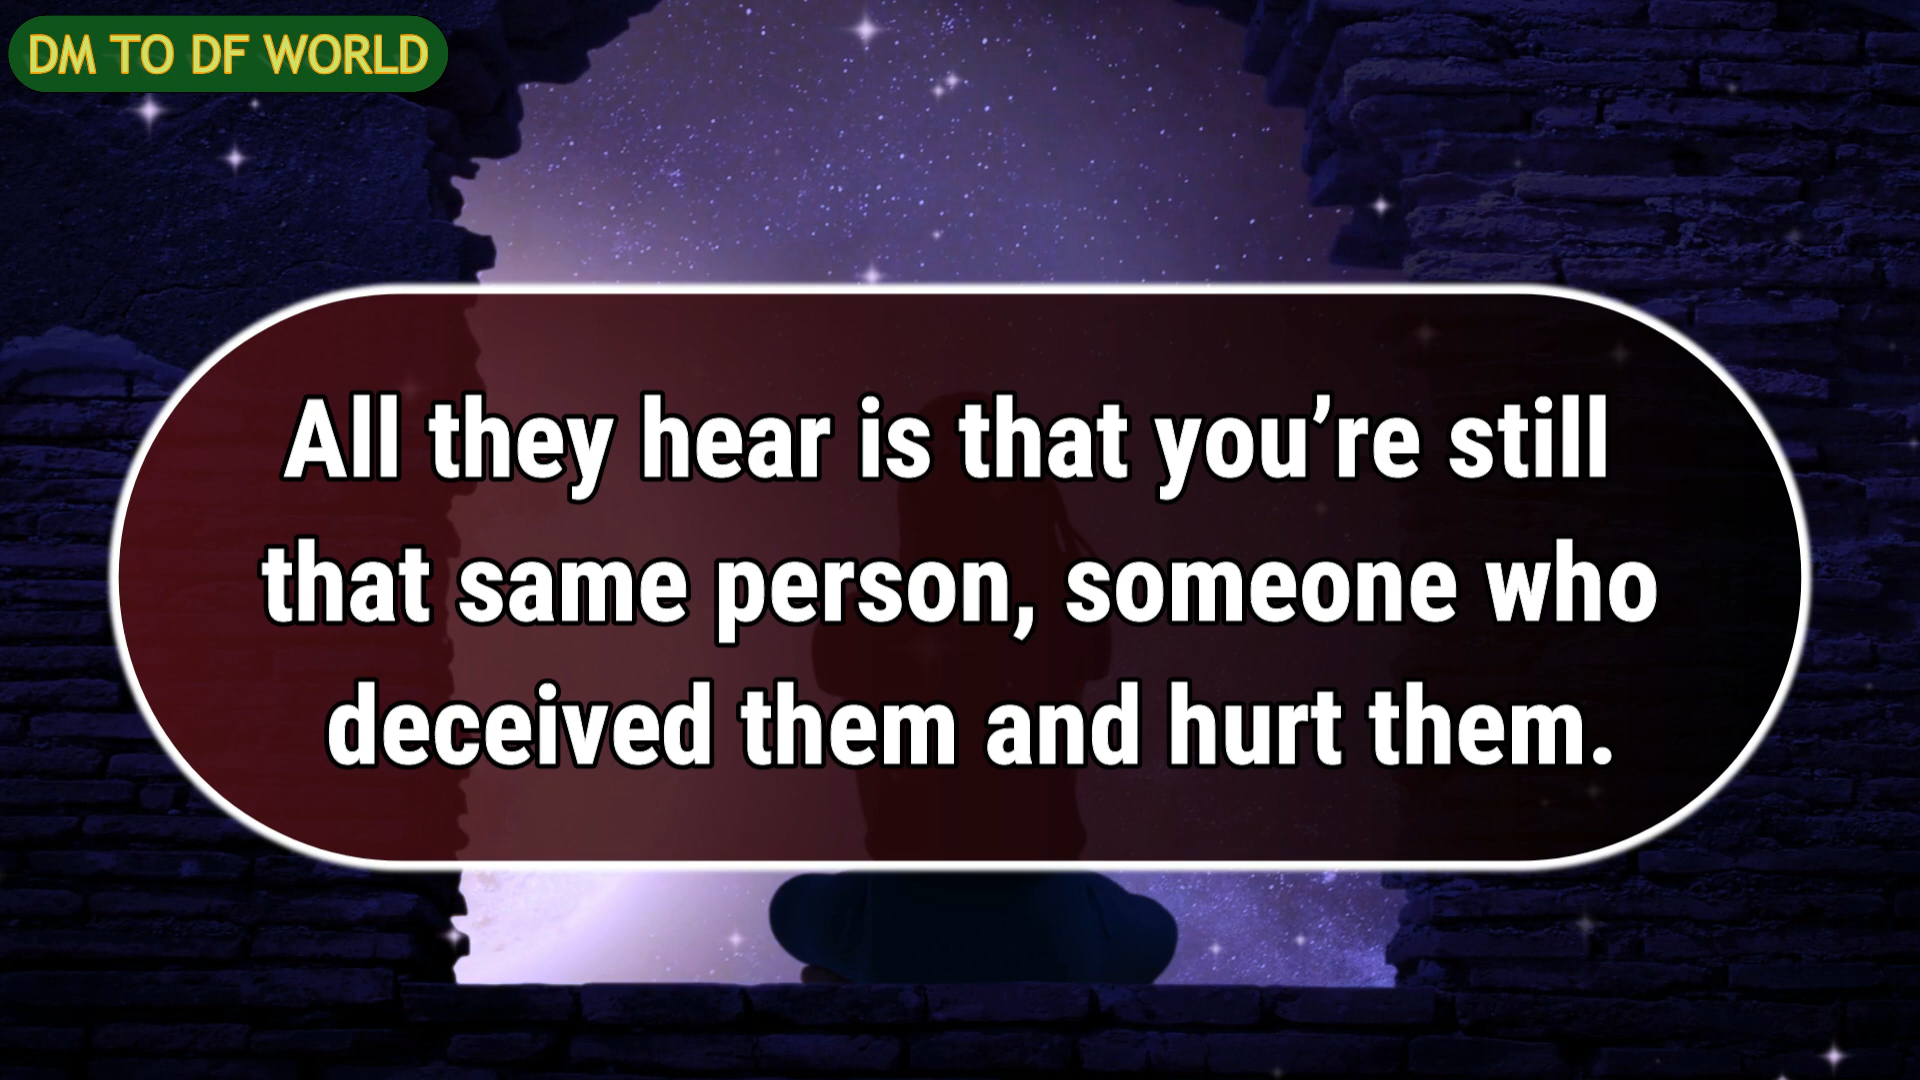 DM TO DF WORLD
All they hear is that you’re still
that same person, someone who
deceived them and hurt them.